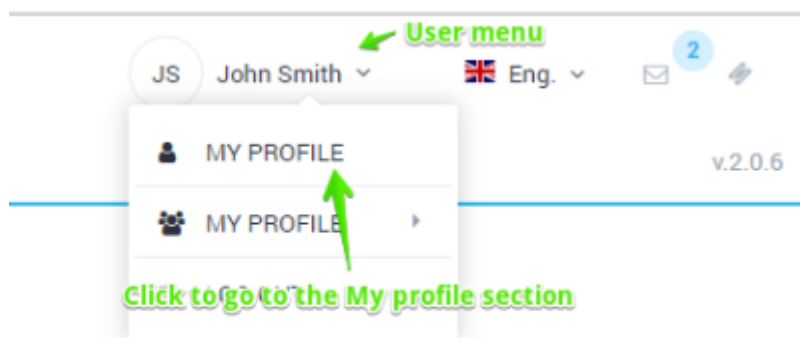 User menu
JS John Smith Eng. 2
MY PROFILE
v.2.0.6
MY PROFILE
Click to go to the My profile section